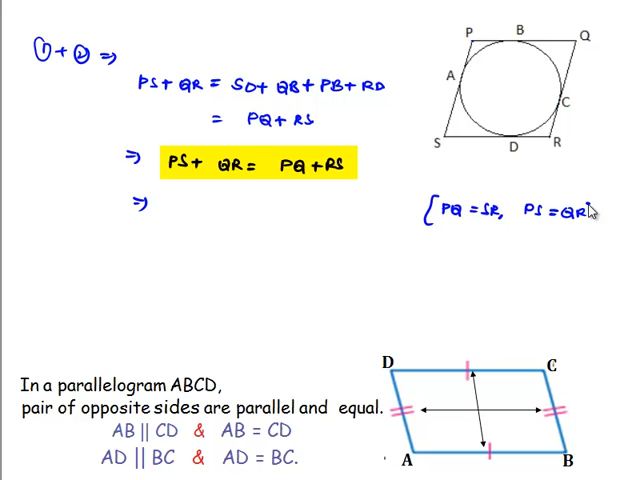 ① + ② ⇒
PS + QR = SD + QB + PB + RD
= PQ + RS
⇒ PS + QR = PQ + RS
⇒
P B Q
A
C
S D R
{PQ = SR, PS = QR}
In a parallelogram ABCD,
pair of opposite sides are parallel and equal.
AB || CD & AB = CD
AD || BC & AD = BC.
D C
A B